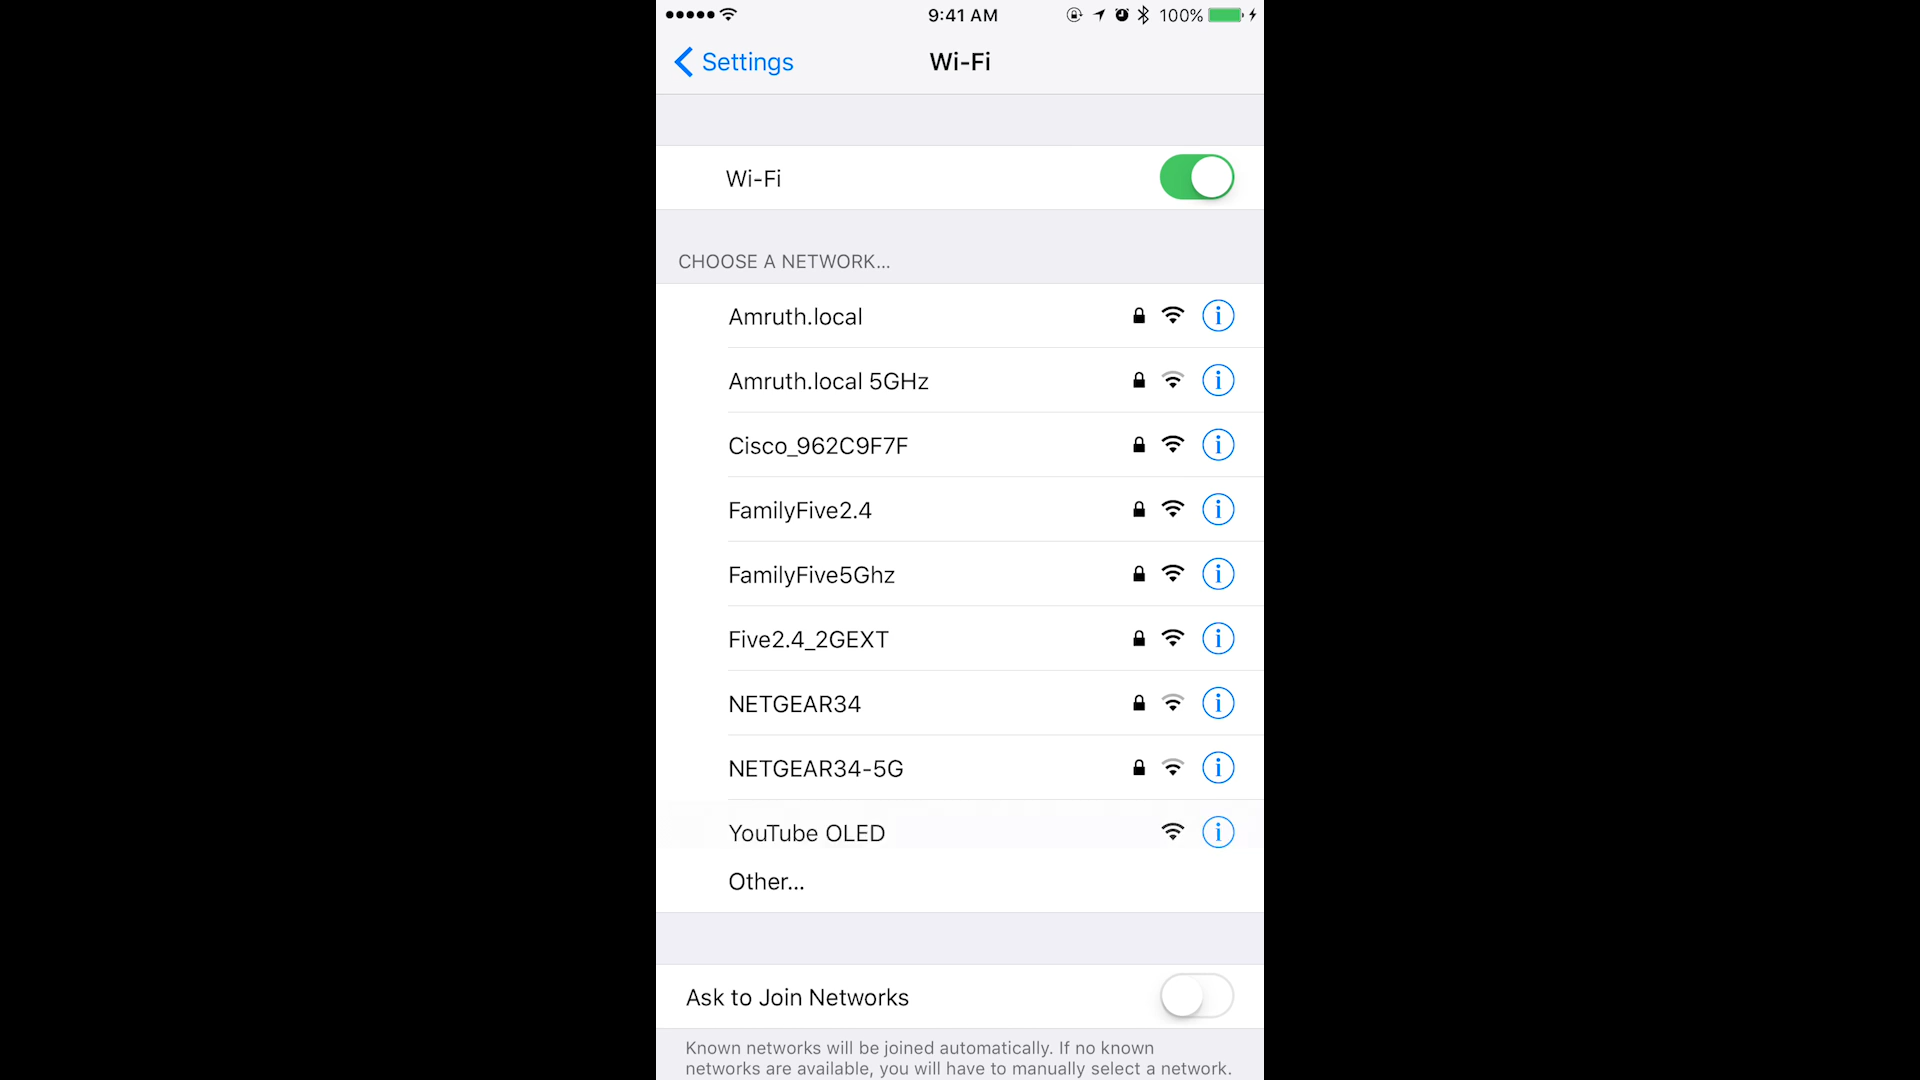 9:41 AM 100%
Settings Wi-Fi
Wi-Fi
CHOOSE A NETWORK...
Amruth.local
Amruth.local 5GHz
Cisco_962C9F7F
FamilyFive2.4
FamilyFive5Ghz
Five2.4_2GEXT
NETGEAR34
NETGEAR34-5G
YouTube OLED
Other...
Ask to Join Networks
Known networks will be joined automatically. If no known
networks are available, you will have to manually select a network.